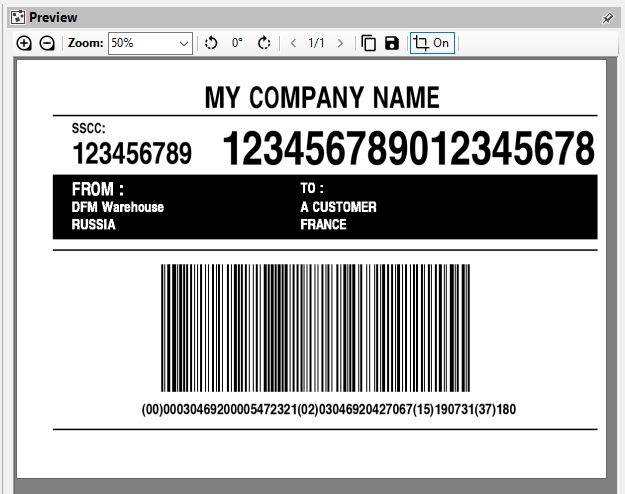 Preview
Zoom: 50% 0° 1/1 On
MY COMPANY NAME
SSCC:
123456789 123456789012345678
FROM : TO :
DFM Warehouse A CUSTOMER
RUSSIA FRANCE
(00)00030469200005472321(02)03046920427067(15)190731(37)180